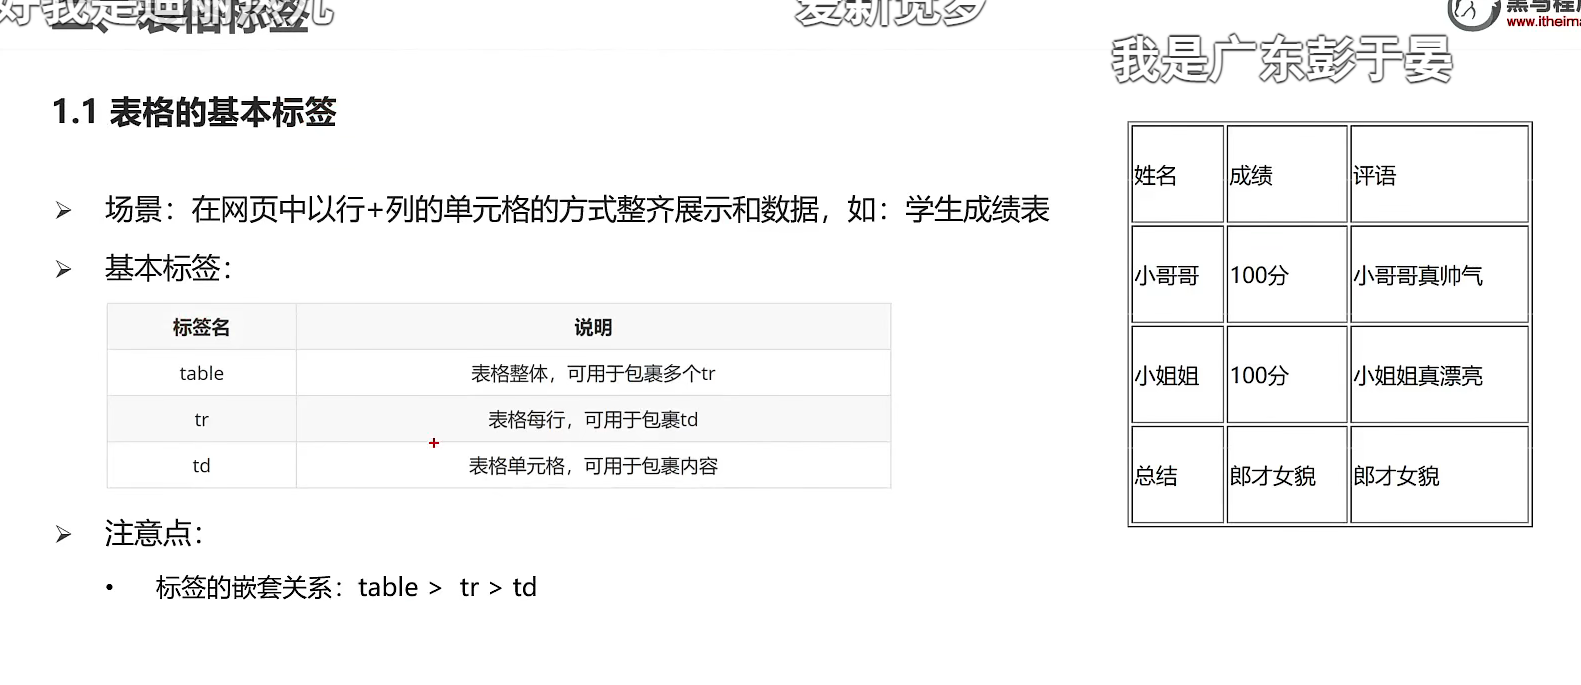 我是广东彭于晏
www.itheima
1.1 表格的基本标签
场景：在网页中以行+列的单元格的方式整齐展示和数据，如：学生成绩表
基本标签：
标签名 说明
table 表格整体，可用于包裹多个tr
tr 表格每行，可用于包裹td
td 表格单元格，可用于包裹内容
注意点：
• 标签的嵌套关系：table > tr > td
姓名 成绩 评语
小哥哥 100分 小哥哥真帅气
小姐姐 100分 小姐姐真漂亮
总结 郎才女貌 郎才女貌